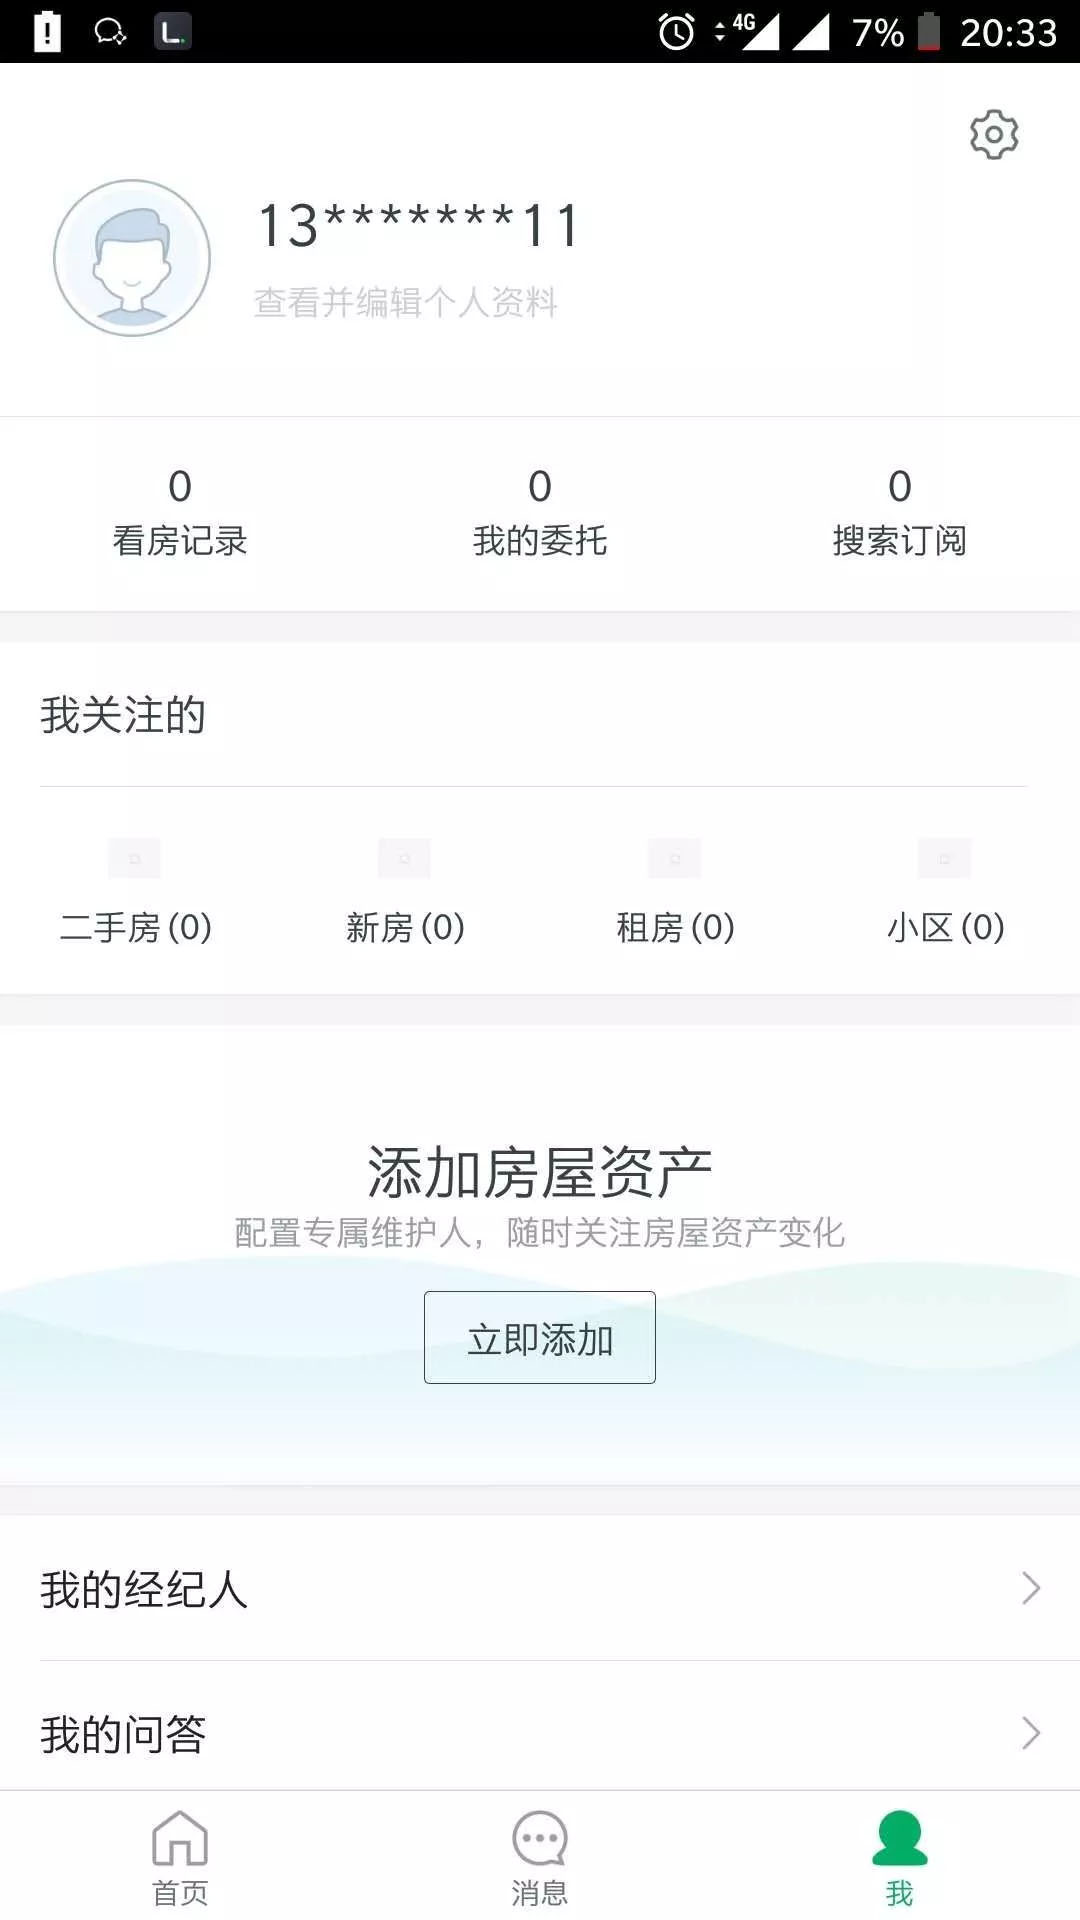 4G 7% 20:33
13*******11
查看并编辑个人资料
0 0 0
看房记录 我的委托 搜索订阅
我关注的
二手房(0) 新房(0) 租房(0) 小区(0)
添加房屋资产
配置专属维护人，随时关注房屋资产变化
立即添加
我的经纪人
我的问答
首页 消息 我